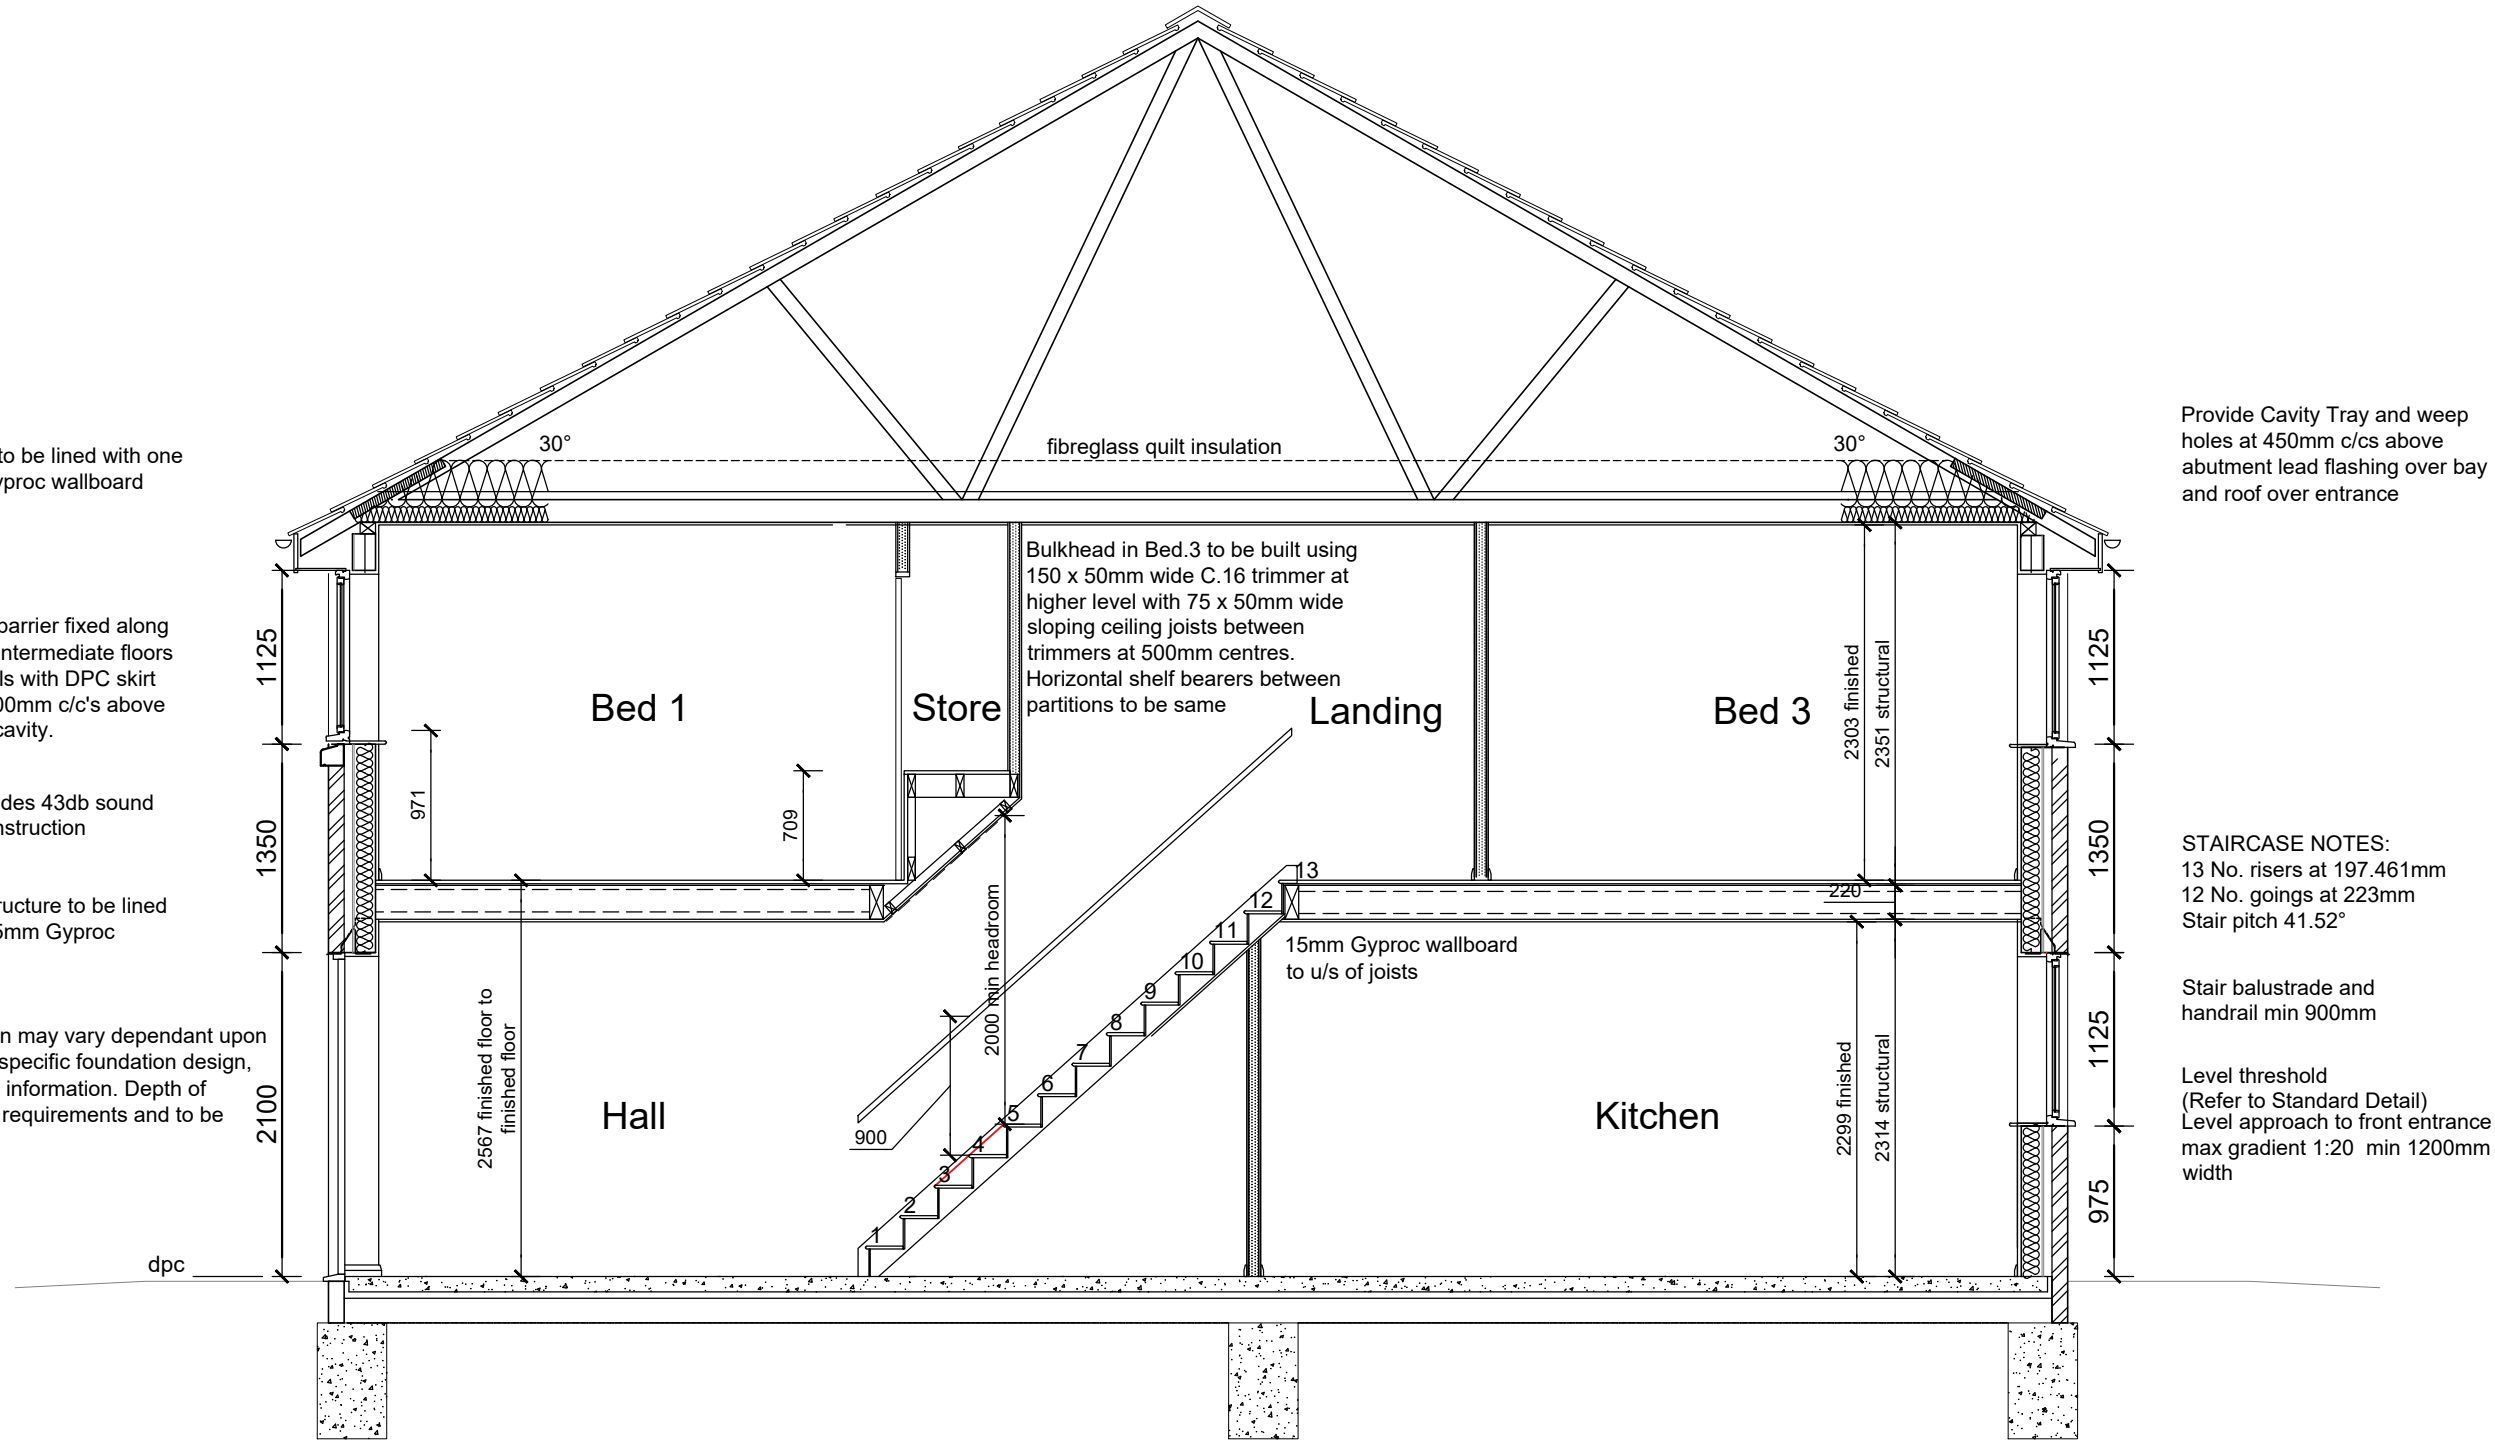 to be lined with one
yproc wallboard
barrier fixed along
ntermediate floors
ls with DPC skirt
00mm c/c's above
cavity.
des 43db sound
nstruction
ructure to be lined
5mm Gyproc
n may vary dependant upon
specific foundation design,
information. Depth of
requirements and to be
dpc
1125
1350
2100
30°
fibreglass quilt insulation
30°
Bulkhead in Bed.3 to be built using
150 x 50mm wide C.16 trimmer at
higher level with 75 x 50mm wide
sloping ceiling joists between
trimmers at 500mm centres.
Horizontal shelf bearers between
partitions to be same
Bed 1
Store
Landing
Bed 3
971
709
2303 finished
2351 structural
220
2567 finished floor to
finished floor
2000 min headroom
900
Hall
1
2
3
4
5
6
7
8
9
10
11
12
13
15mm Gyproc wallboard
to u/s of joists
Kitchen
2299 finished
2314 structural
1125
1350
1125
975
Provide Cavity Tray and weep
holes at 450mm c/cs above
abutment lead flashing over bay
and roof over entrance
STAIRCASE NOTES:
13 No. risers at 197.461mm
12 No. goings at 223mm
Stair pitch 41.52°
Stair balustrade and
handrail min 900mm
Level threshold
(Refer to Standard Detail)
Level approach to front entrance
max gradient 1:20 min 1200mm
width